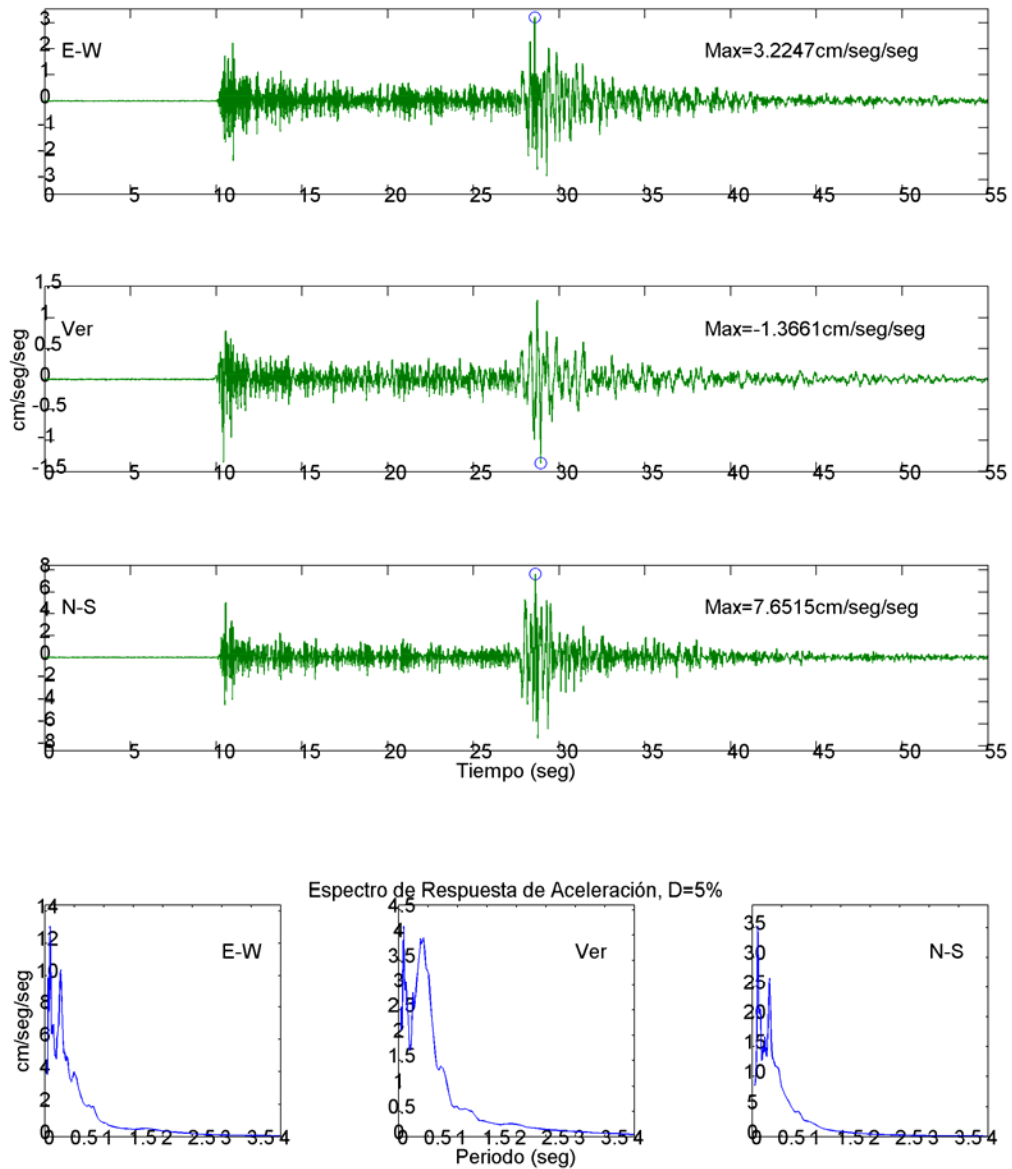 3
2
1
0
-1
-2
-3
E-W
Max=3.2247cm/seg/seg
0 5 10 15 20 25 30 35 40 45 50 55
1.5
1
0.5
0
-0.5
-1
-1.5
cm/seg/seg
Ver
Max=-1.3661cm/seg/seg
0 5 10 15 20 25 30 35 40 45 50 55
8
6
4
2
0
-2
-4
-6
-8
N-S
Max=7.6515cm/seg/seg
0 5 10 15 20 25 30 35 40 45 50 55
Tiempo (seg)
Espectro de Respuesta de Aceleración, D=5%
14
12
10
8
6
4
2
0
cm/seg/seg
E-W
0.5 1 1.5 2 2.5 3 3.5 4
4.5
4
3.5
3
2.5
2
1.5
1
0.5
0
Ver
0 0.5 1 1.5 2 2.5 3 3.5 4
Periodo (seg)
35
30
25
20
15
10
5
0
N-S
0 0.5 1 1.5 2 2.5 3 3.5 4